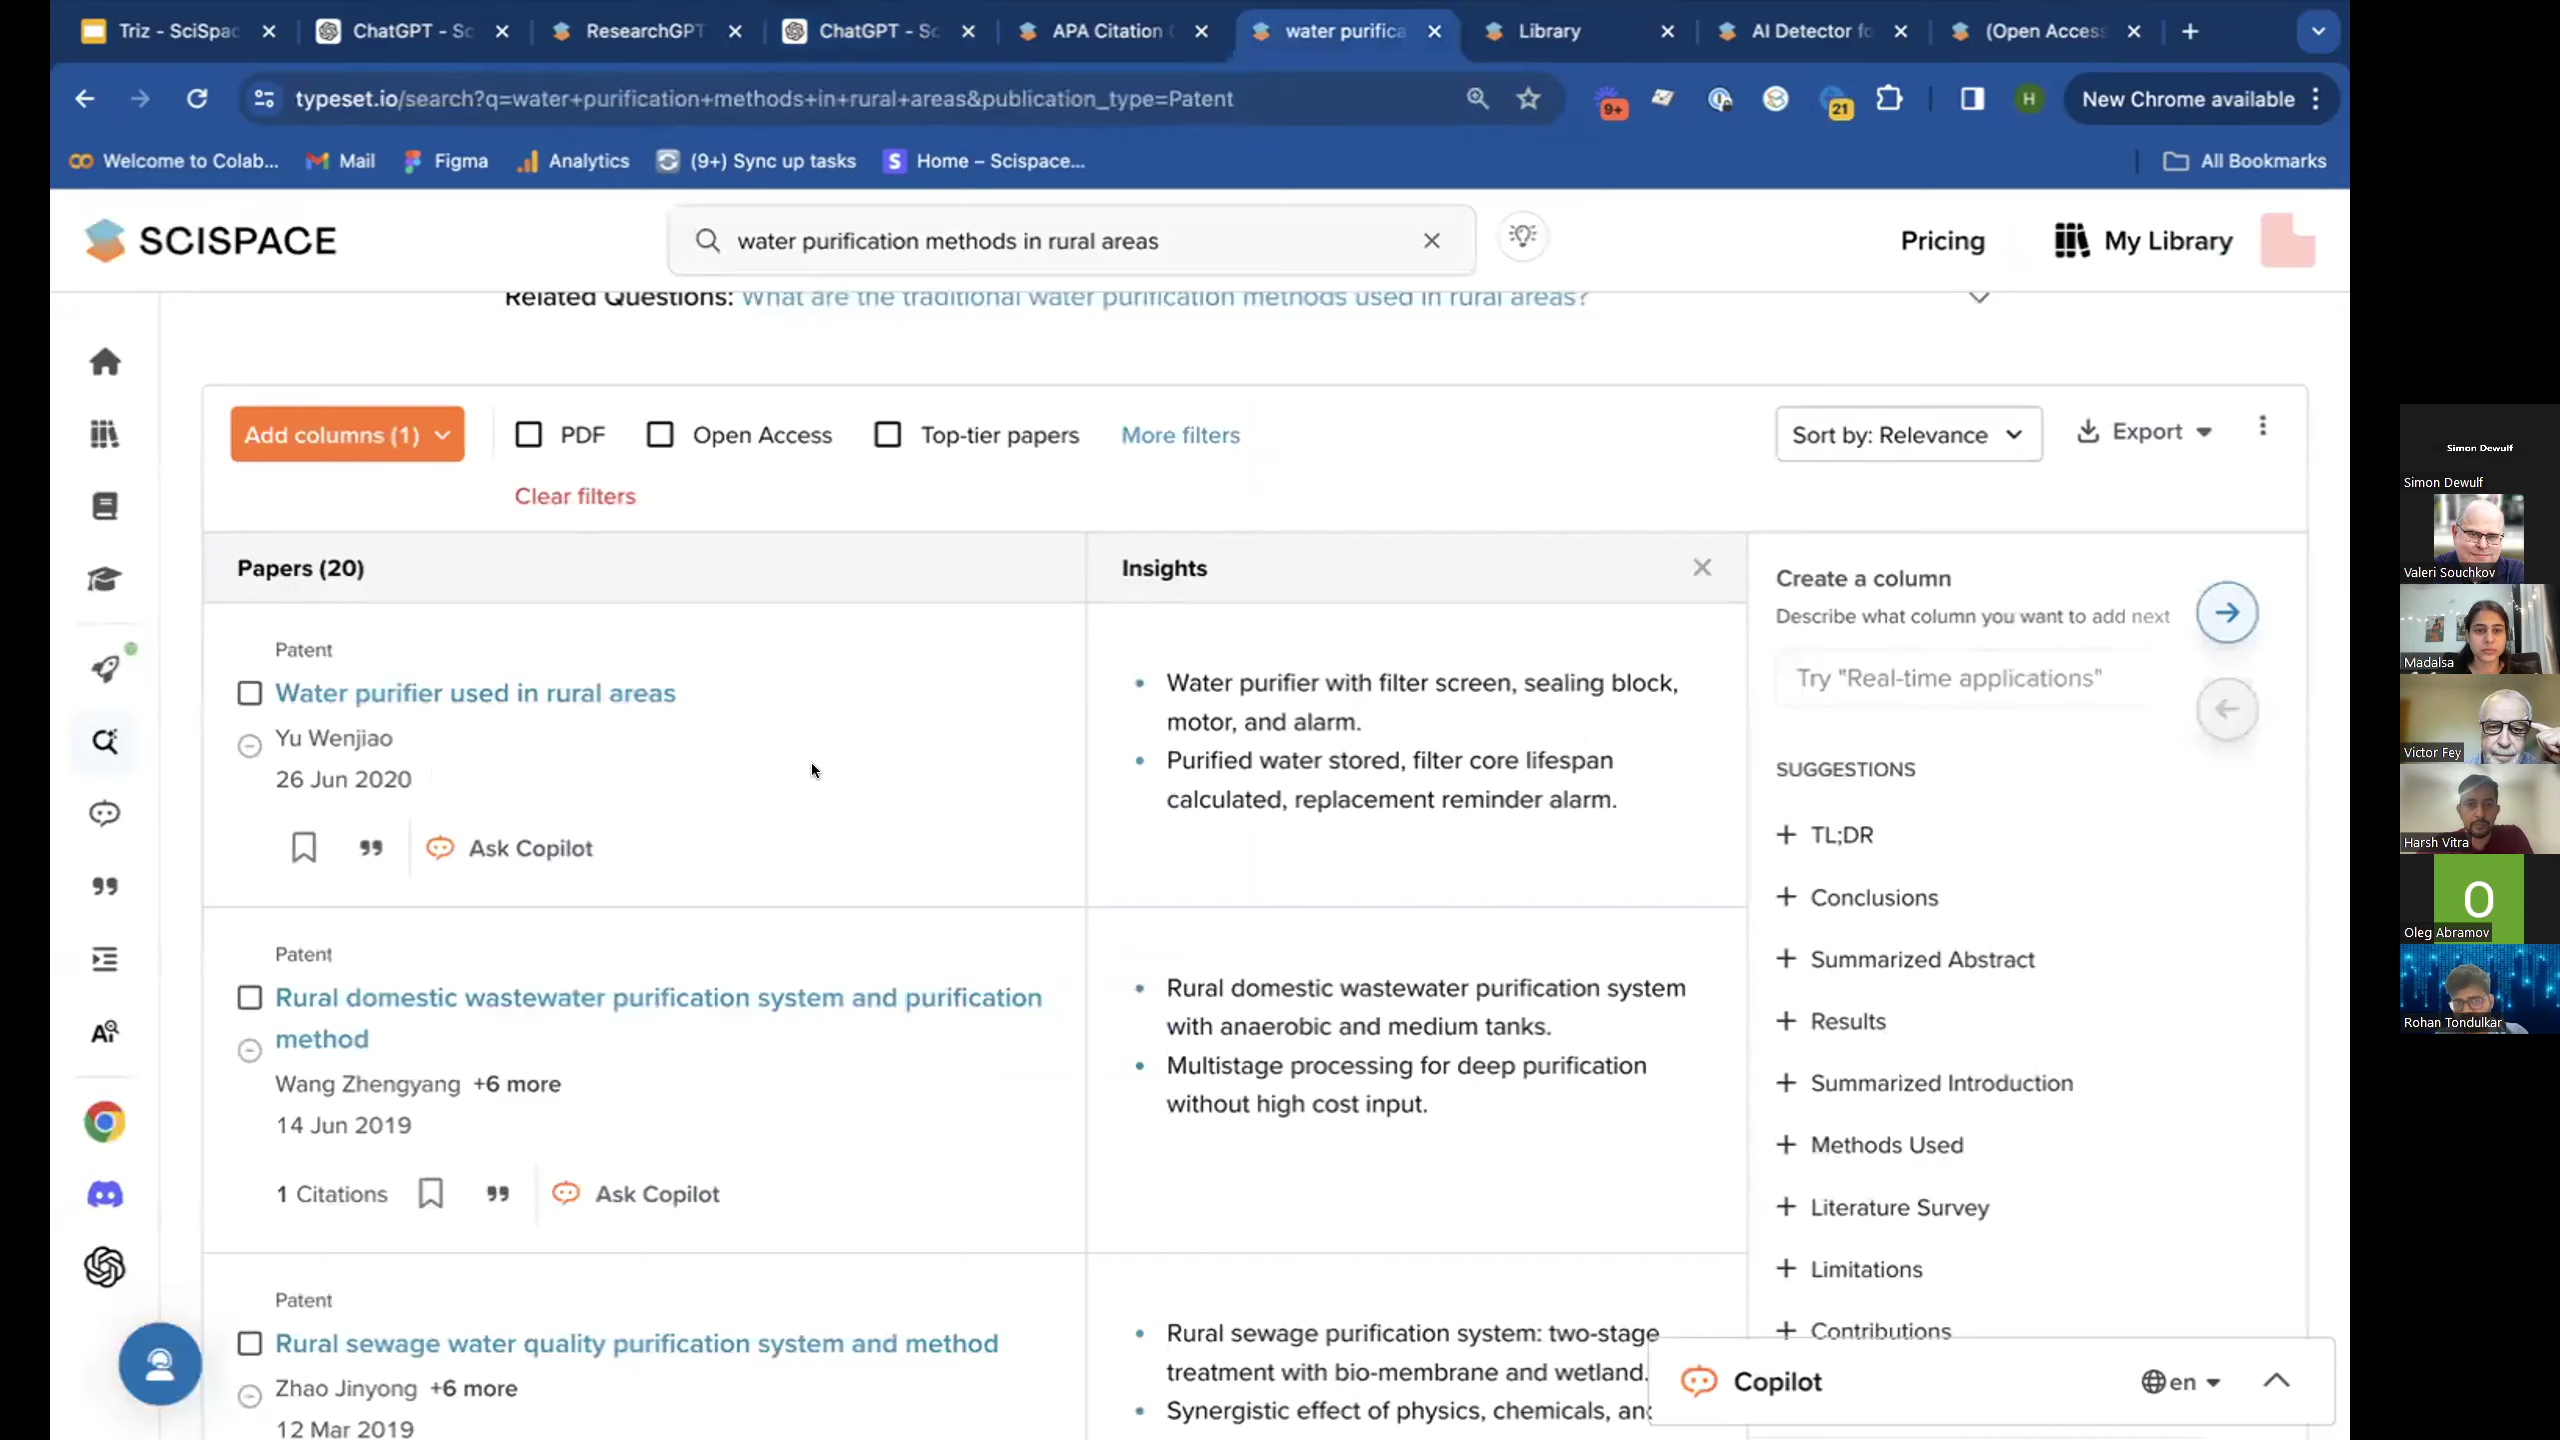 Triz - SciSpac
ChatGPT - Sc
ResearchGPT
ChatGPT - Sc
APA Citation
water purifica
Library
AI Detector fo
(Open Access
typeset.io/search?q=water+purification+methods+in+rural+areas&publication_type=Patent
9+
21
H
New Chrome available
Welcome to Colab...
Mail
Figma
Analytics
(9+) Sync up tasks
S
Home – Scispace...
All Bookmarks
SCISPACE
water purification methods in rural areas
Pricing
My Library
Related Questions: What are the traditional water purification methods used in rural areas?
Add columns (1)
PDF
Open Access
Top-tier papers
More filters
Sort by: Relevance
Export
Clear filters
Papers (20)
Insights
Patent
Water purifier used in rural areas
Yu Wenjiao
26 Jun 2020
Ask Copilot
Water purifier with filter screen, sealing block,
motor, and alarm.
Purified water stored, filter core lifespan
calculated, replacement reminder alarm.
Patent
Rural domestic wastewater purification system and purification
method
Wang Zhengyang +6 more
14 Jun 2019
1 Citations
Ask Copilot
Rural domestic wastewater purification system
with anaerobic and medium tanks.
Multistage processing for deep purification
without high cost input.
Patent
Rural sewage water quality purification system and method
Zhao Jinyong +6 more
12 Mar 2019
Rural sewage purification system: two-stage
treatment with bio-membrane and wetland.
Synergistic effect of physics, chemicals, and
Create a column
Describe what column you want to add next
Try "Real-time applications"
SUGGESTIONS
TL;DR
Conclusions
Summarized Abstract
Results
Summarized Introduction
Methods Used
Literature Survey
Limitations
Contributions
Copilot
en
Simon Dewulf
Simon Dewulf
Valeri Souchkov
Madalsa
Victor Fey
Harsh Vitra
O
Oleg Abramov
Rohan Tondulkar